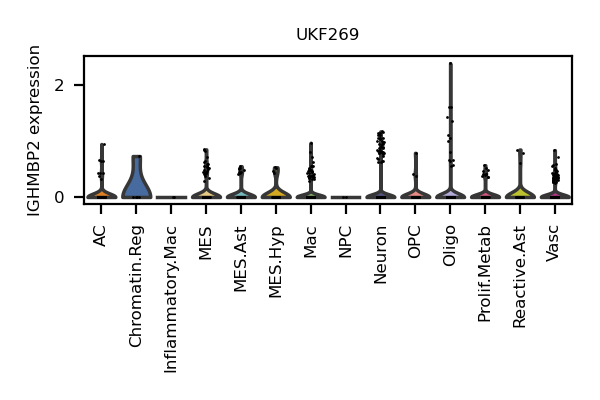 UKF269
IGHMBP2 expression
2
0
AC
Chromatin.Reg
Inflammatory.Mac
MES
MES.Ast
MES.Hyp
Mac
NPC
Neuron
OPC
Oligo
Prolif.Metab
Reactive.Ast
Vasc